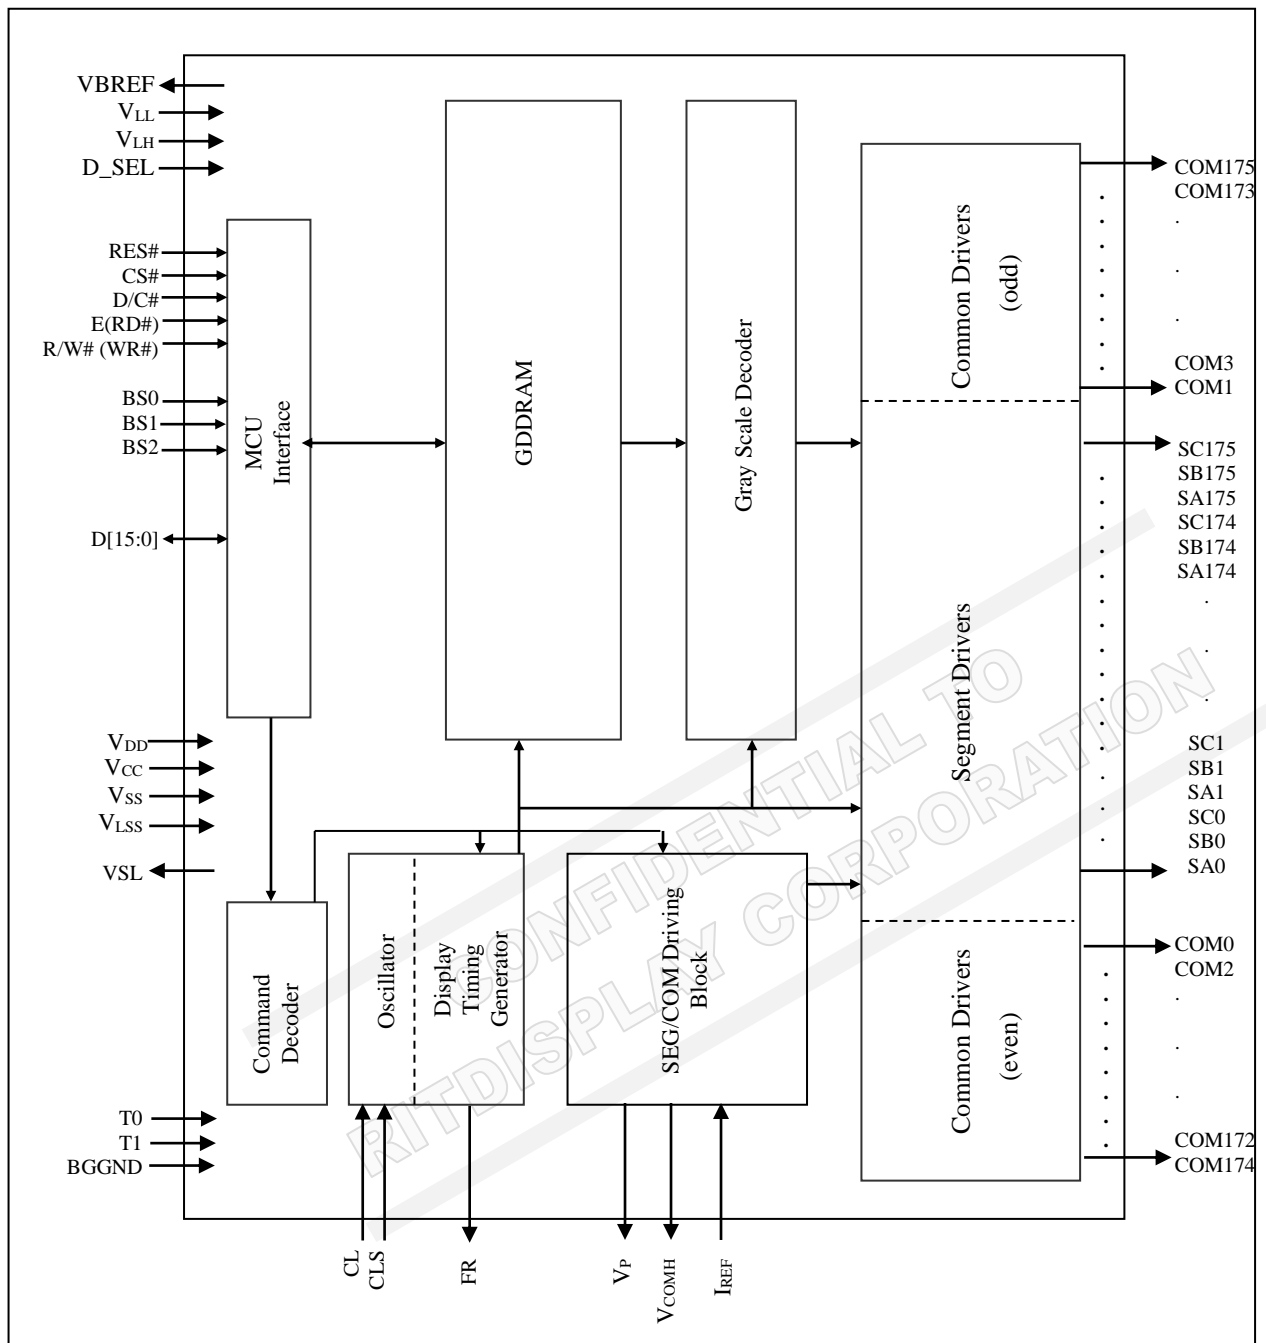 VBREF
VLL
VLH
D_SEL
RES#
CS#
D/C#
E(RD#)
R/W# (WR#)
BS0
BS1
BS2
D[15:0]
VDD
VCC
VSS
VLSS
VSL
T0
T1
BGGND
MCU
Interface
Command
Decoder
GDDRAM
Gray Scale Decoder
Oscillator
Display
Timing
Generator
SEG/COM Driving
Block
Common Drivers
(odd)
Segment Drivers
Common Drivers
(even)
CL
CLS
FR
VP
VCOMH
IREF
COM175
COM173
.
.
.
COM3
COM1
SC175
SB175
SA175
SC174
SB174
SA174
.
.
.
SC1
SB1
SA1
SC0
SB0
SA0
COM0
COM2
.
.
.
COM172
COM174
CONFIDENTIAL TO
RITDISPLAY CORPORATION